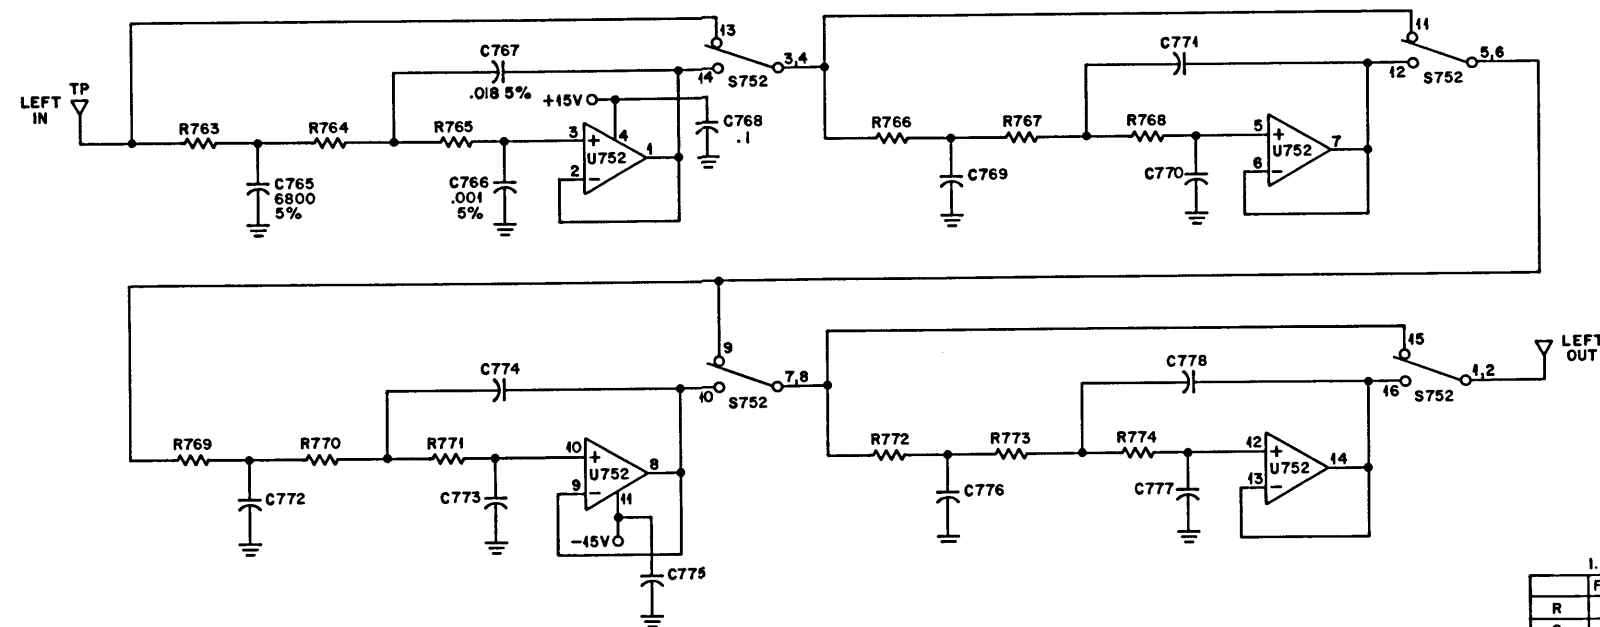 LEFT TP
IN
R763
C765
6800
5%
R764
C767
.018 5%
R765
C766
.001
5%
+15V
3
+
4
U752
1
2
−
C768
.1
13
14
S752
3,4
R766
C769
R767
C771
R768
C770
5
+
U752
7
6
−
11
12
S752
5,6
R769
C772
R770
C774
R771
C773
10
+
U752
8
9
−
11
−15V
C775
9
10
S752
7,8
R772
C776
R773
C778
R774
C777
12
+
U752
14
13
−
15
16
S752
1,2
LEFT
OUT
1.
R